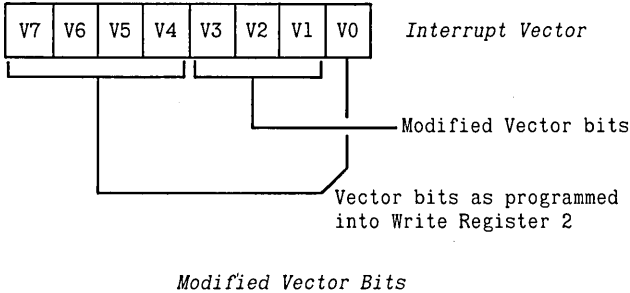 V7 V6 V5 V4 V3 V2 V1 V0 Interrupt Vector
Modified Vector bits
Vector bits as programmed
into Write Register 2
Modified Vector Bits